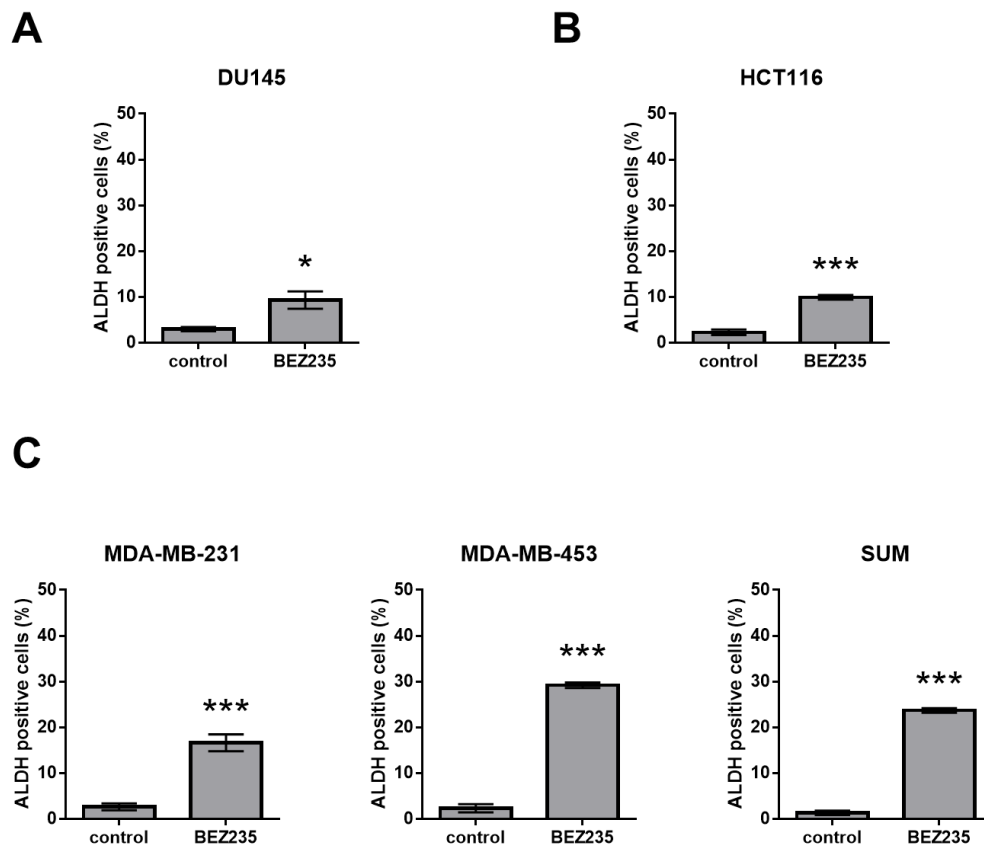 A
B
DU145
HCT116
ALDH positive cells (%)
50
40
30
20
10
0
*
control
BEZ235
ALDH positive cells (%)
50
40
30
20
10
0
***
control
BEZ235
C
MDA-MB-231
MDA-MB-453
SUM
ALDH positive cells (%)
50
40
30
20
10
0
***
control
BEZ235
ALDH positive cells (%)
50
40
30
20
10
0
***
control
BEZ235
ALDH positive cells (%)
50
40
30
20
10
0
***
control
BEZ235